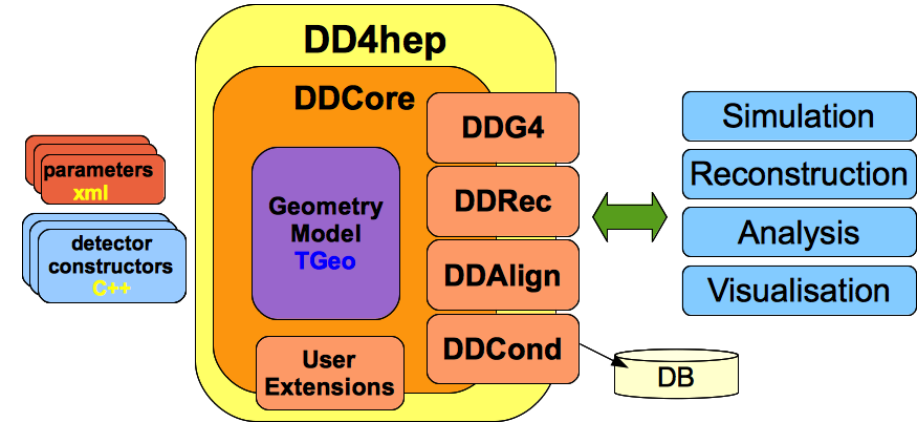 DD4hep
DDCore
parameters
xml
detector
constructors
C++
Geometry
Model
TGeo
User
Extensions
DDG4
DDRec
DDAlign
DDCond
DB
Simulation
Reconstruction
Analysis
Visualisation